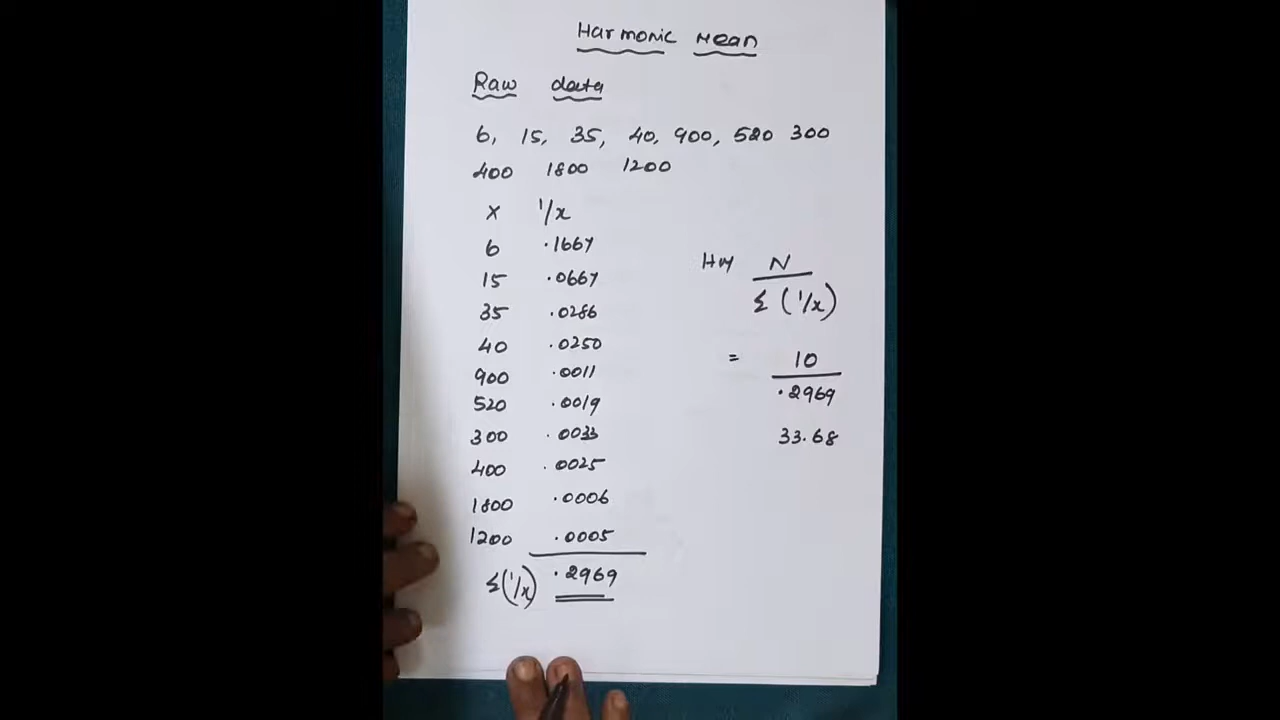 Harmonic Mean
Raw data
6, 15, 35, 40, 900, 520 300
400 1800 1200
X 1/x
6 .1667
15 .0667
35 .0286
40 .0250
900 .0011
520 .0019
300 .0033
400 .0025
1800 .0006
1200 .0005
Σ(1/x) .2969
HM N
Σ (1/x)
= 10
.2969
33.68